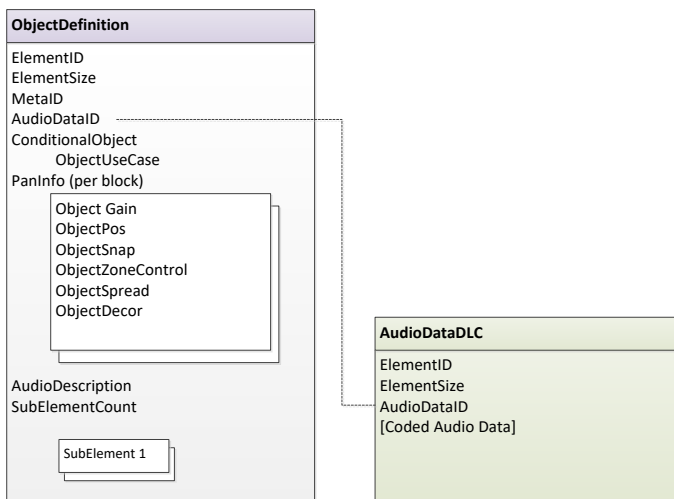 ObjectDefinition
ElementID
ElementSize
MetaID
AudioDataID
ConditionalObject
ObjectUseCase
PanInfo (per block)
Object Gain
ObjectPos
ObjectSnap
ObjectZoneControl
ObjectSpread
ObjectDecor
AudioDescription
SubElementCount
SubElement 1
AudioDataDLC
ElementID
ElementSize
AudioDataID
[Coded Audio Data]